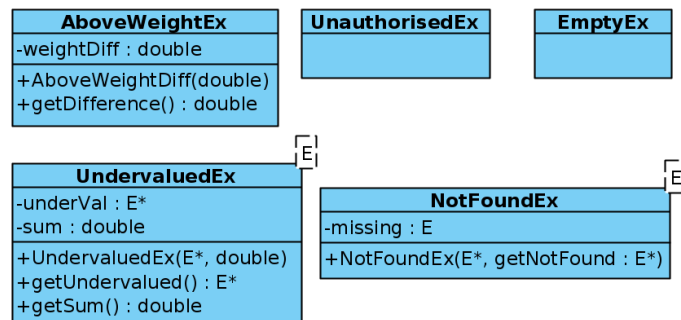 AboveWeightEx
-weightDiff : double
+AboveWeightDiff(double)
+getDifference() : double
UnauthorisedEx
EmptyEx
E
UndervaluedEx
-underVal : E*
-sum : double
+UndervaluedEx(E*, double)
+getUndervalued() : E*
+getSum() : double
E
NotFoundEx
-missing : E
+NotFoundEx(E*, getNotFound : E*)